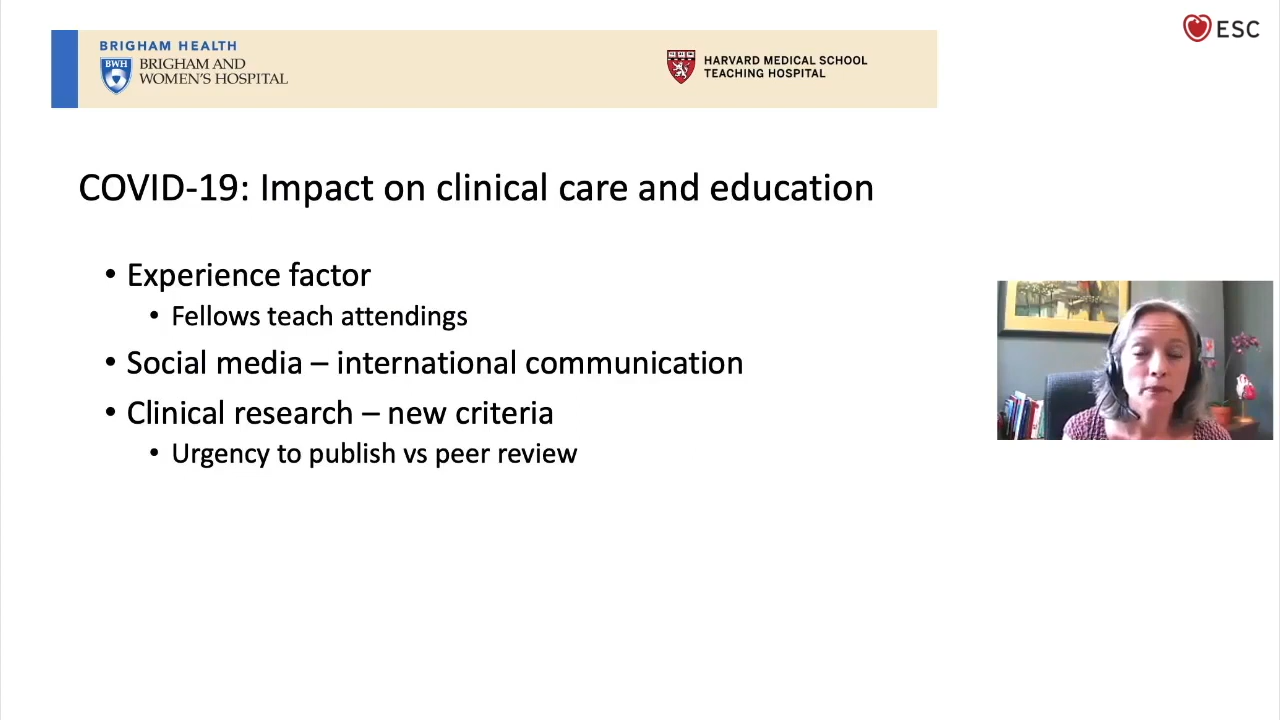 BRIGHAM HEALTH
BWH
BRIGHAM AND
WOMEN'S HOSPITAL
HARVARD MEDICAL SCHOOL
TEACHING HOSPITAL
ESC
COVID-19: Impact on clinical care and education
• Experience factor
• Fellows teach attendings
• Social media – international communication
• Clinical research – new criteria
• Urgency to publish vs peer review